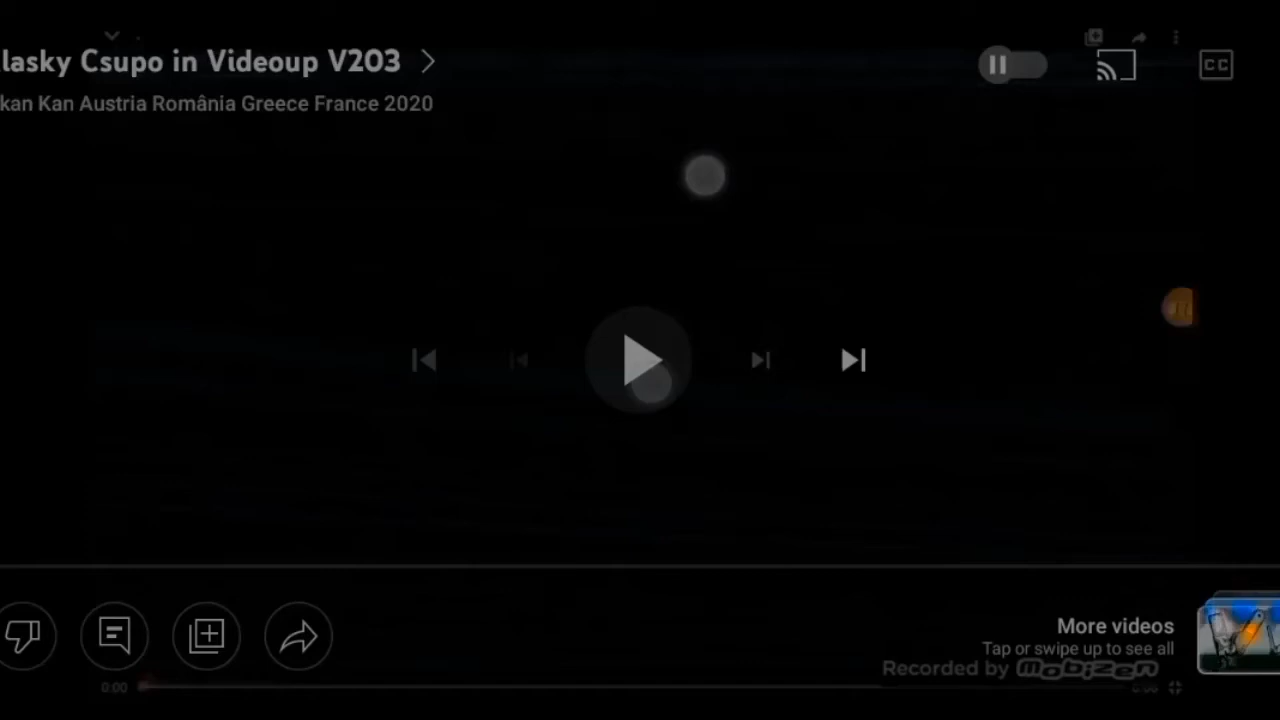 lasky Csupo in Videoup V203
kan Kan Austria România Greece France 2020
CC
More videos
Tap or swipe up to see all
Recorded by mobizen
0:00